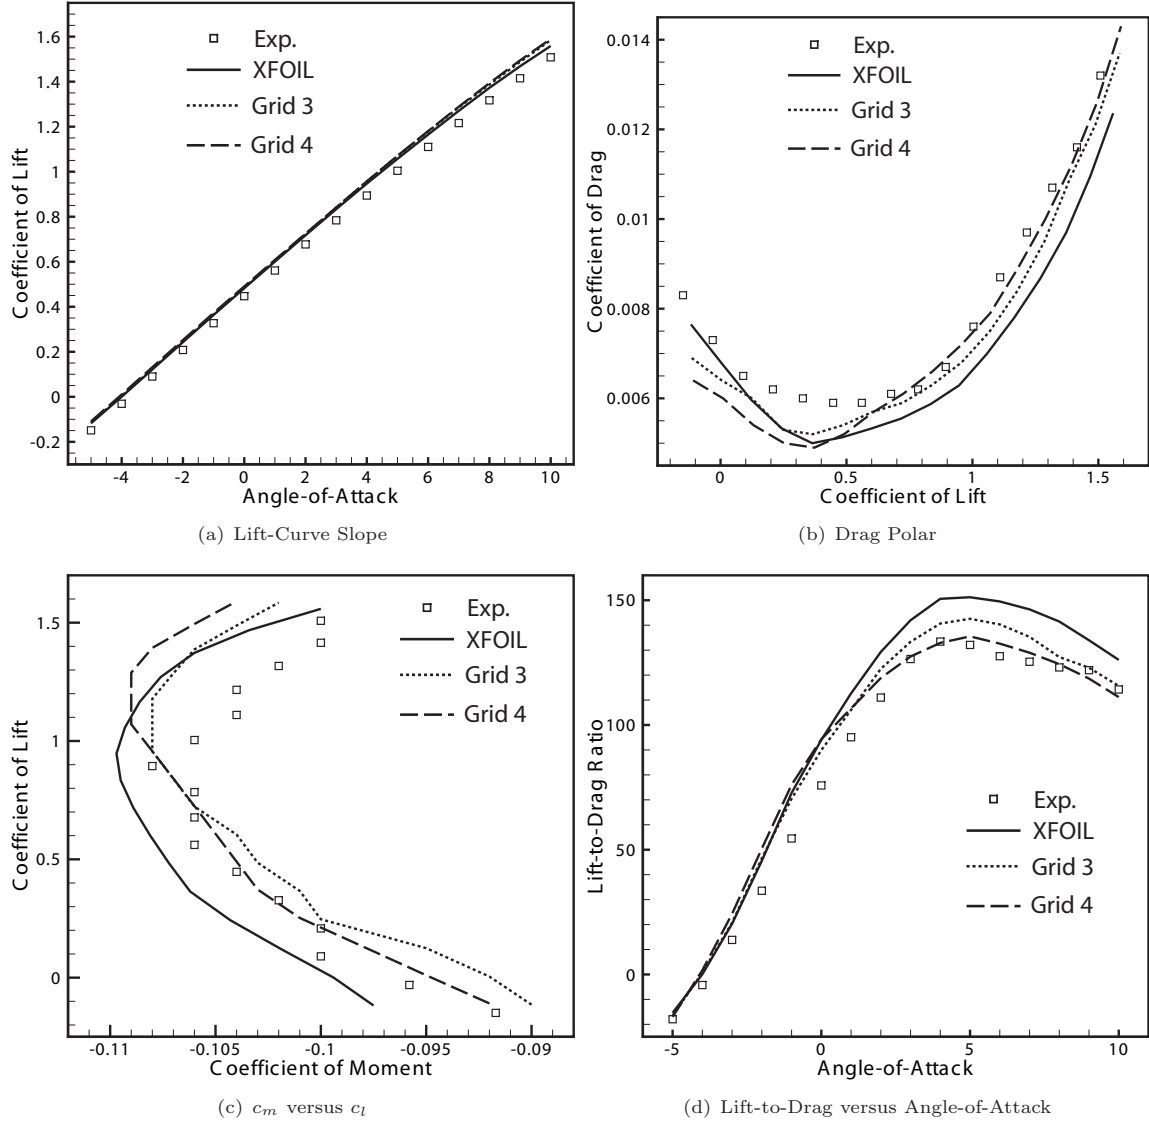 Exp.
XFOIL
Grid 3
Grid 4
Coefficient of Lift
1.6
1.4
1.2
1
0.8
0.6
0.4
0.2
0
-0.2
-4
-2
0
2
4
6
8
10
Angle-of-Attack
(a) Lift-Curve Slope
Exp.
XFOIL
Grid 3
Grid 4
Coefficient of Drag
0.014
0.012
0.01
0.008
0.006
0
0.5
1
1.5
Coefficient of Lift
(b) Drag Polar
Exp.
XFOIL
Grid 3
Grid 4
Coefficient of Lift
1.5
1
0.5
0
-0.11
-0.105
-0.1
-0.095
-0.09
Coefficient of Moment
(c) cm versus cl
Exp.
XFOIL
Grid 3
Grid 4
Lift-to-Drag Ratio
150
100
50
0
-5
0
5
10
Angle-of-Attack
(d) Lift-to-Drag versus Angle-of-Attack